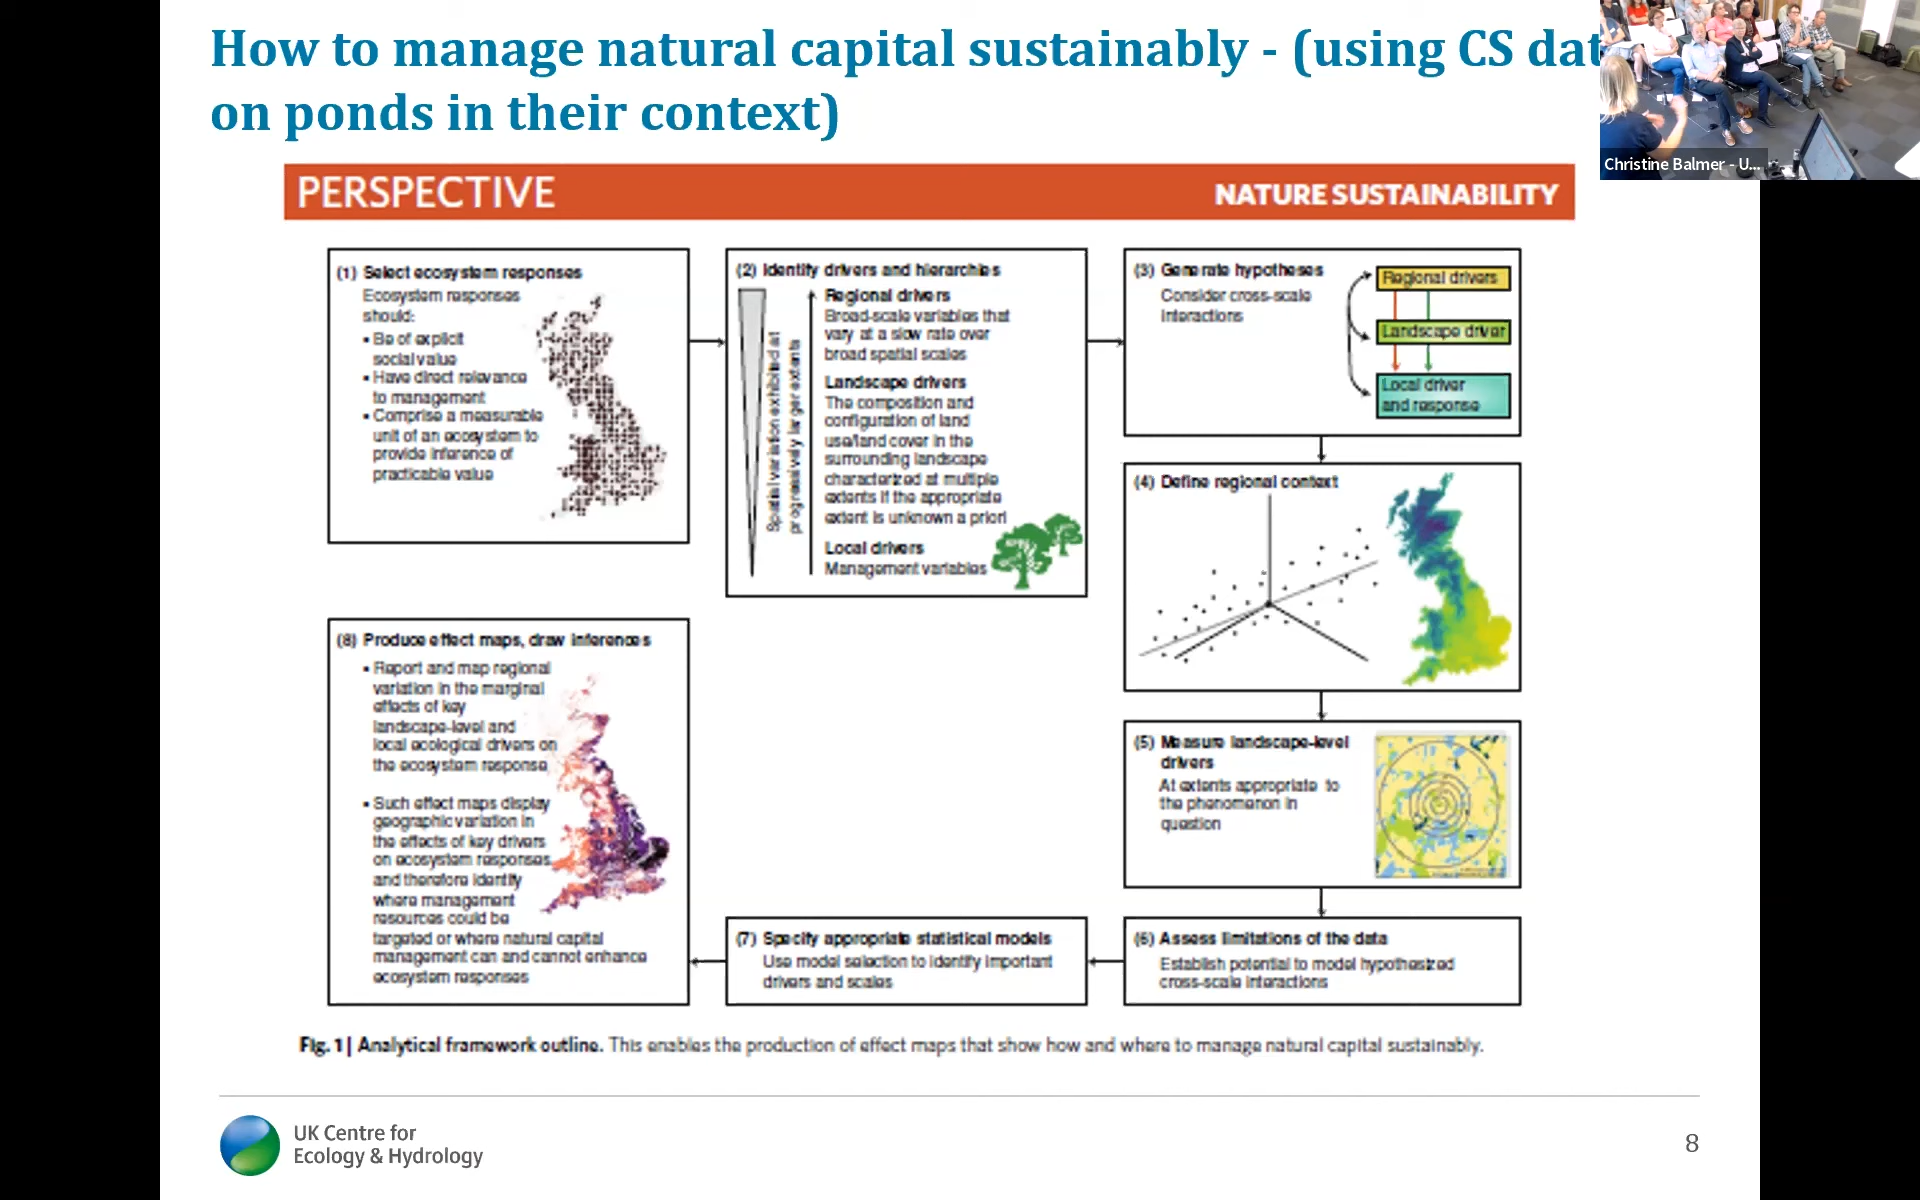 How to manage natural capital sustainably - (using CS dat
on ponds in their context)
Christine Balmer - U...
PERSPECTIVE
NATURE SUSTAINABILITY
(1) Select ecosystem responses
Ecosystem responses
should:
▪ Be of explicit
social value
▪ Have direct relevance
to management
▪ Comprise a measurable
unit of an ecosystem to
provide inference of
practicable value
(2) Identify drivers and hierarchies
Spatial variation exhibited at
progressively larger extents
Regional drivers
Broad-scale variables that
vary at a slow rate over
broad spatial scales
Landscape drivers
The composition and
configuration of land
use/land cover in the
surrounding landscape
characterized at multiple
extents if the appropriate
extent is unknown a priori
Local drivers
Management variables
(3) Generate hypotheses
Consider cross-scale
interactions
Regional drivers
Landscape driver
Local driver
and response
(4) Define regional context
(5) Measure landscape-level
drivers
At extents appropriate to
the phenomenon in
question
(6) Assess limitations of the data
Establish potential to model hypothesized
cross-scale interactions
(7) Specify appropriate statistical models
Use model selection to identify important
drivers and scales
(8) Produce effect maps, draw inferences
▪ Report and map regional
variation in the marginal
effects of key
landscape-level and
local ecological drivers on
the ecosystem response
▪ Such effect maps display
geographic variation in
the effects of key drivers
on ecosystem responses
and therefore identify
where management
resources could be
targeted or where natural capital
management can and cannot enhance
ecosystem responses
Fig. 1 | Analytical framework outline. This enables the production of effect maps that show how and where to manage natural capital sustainably.
UK Centre for
Ecology & Hydrology
8